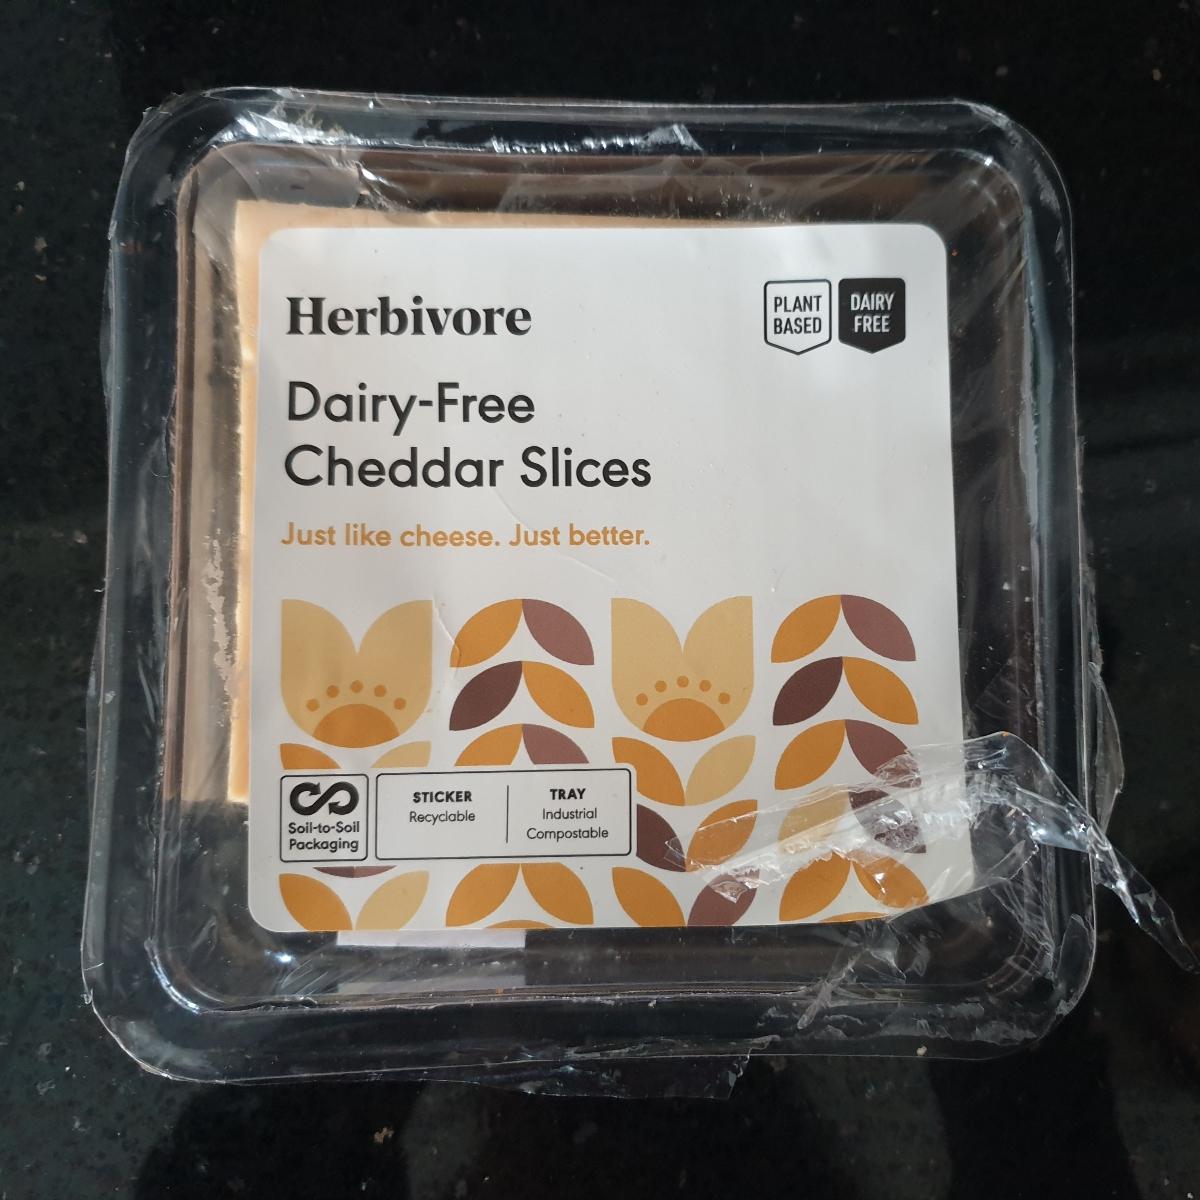 Herbivore
PLANT
BASED
DAIRY
FREE
Dairy-Free
Cheddar Slices
Just like cheese. Just better.
Soil-to-Soil
Packaging
STICKER
Recyclable
TRAY
Industrial
Compostable